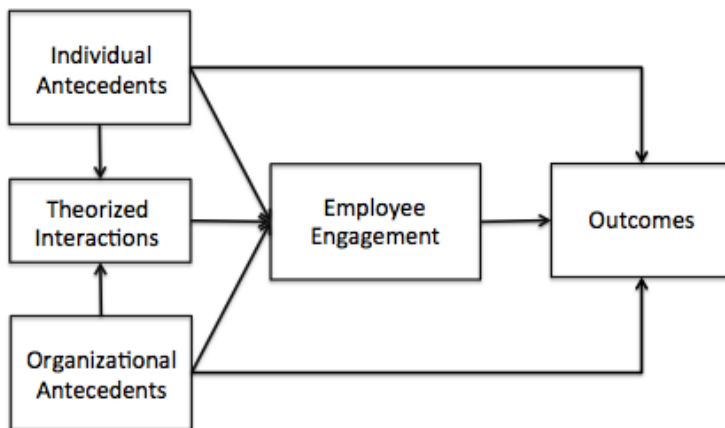 Individual
Antecedents
Theorized
Interactions
Organizational
Antecedents
Employee
Engagement
Outcomes